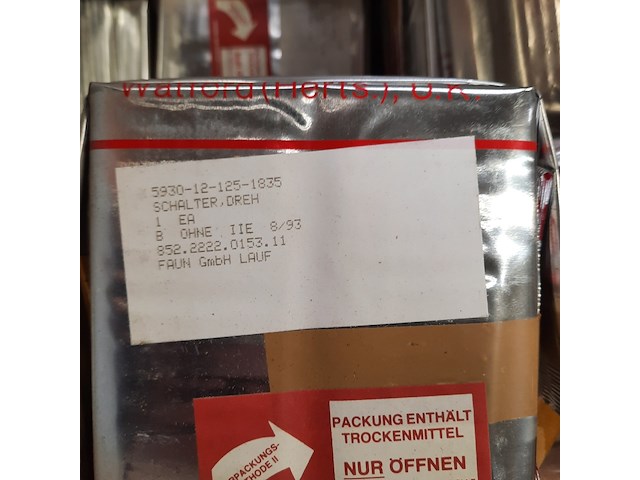 Watford (Herts.), U.K.
5930-12-125-1835
SCHALTER,DREH
1 EA
B OHNE IIE 8/93
852.2222.0153.11
FAUN GmbH LAUF
PACKUNG ENTHÄLT
TROCKENMITTEL
NUR ÖFFNEN